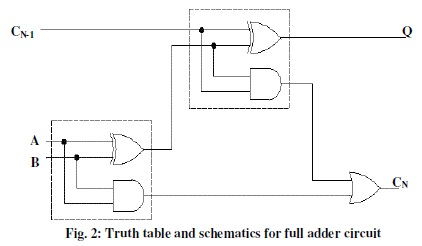 CN-1
Q
A
B
CN
Fig. 2: Truth table and schematics for full adder circuit